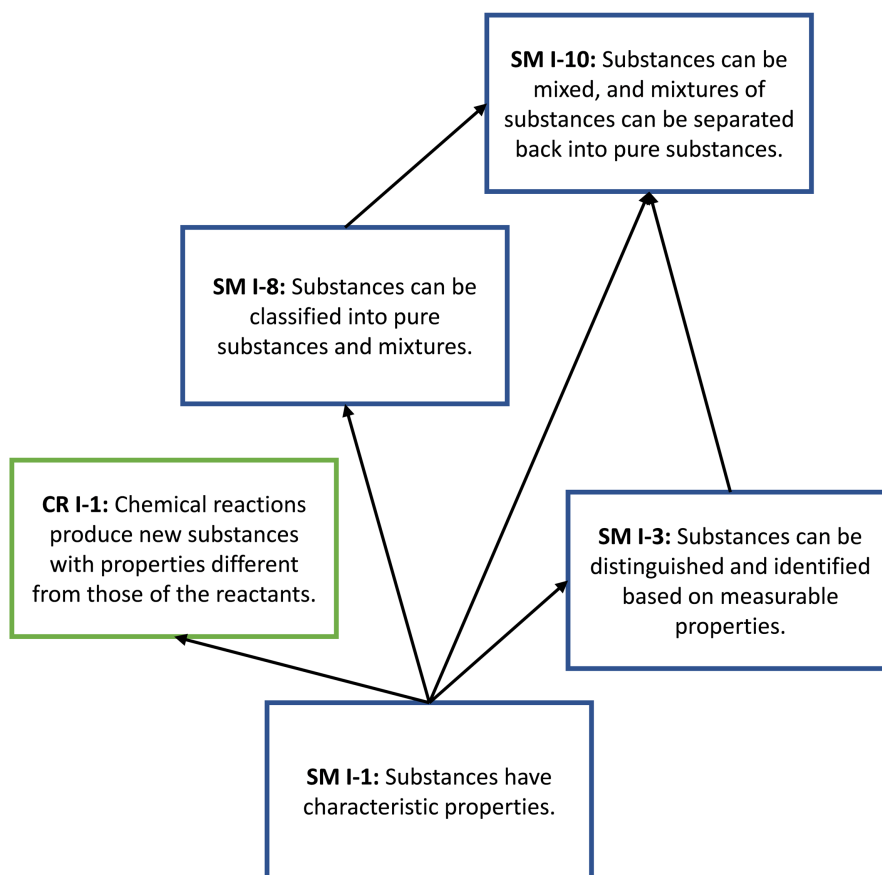 SM I-10: Substances can be
mixed, and mixtures of
substances can be separated
back into pure substances.
SM I-8: Substances can be
classified into pure
substances and mixtures.
CR I-1: Chemical reactions
produce new substances
with properties different
from those of the reactants.
SM I-3: Substances can be
distinguished and identified
based on measurable
properties.
SM I-1: Substances have
characteristic properties.